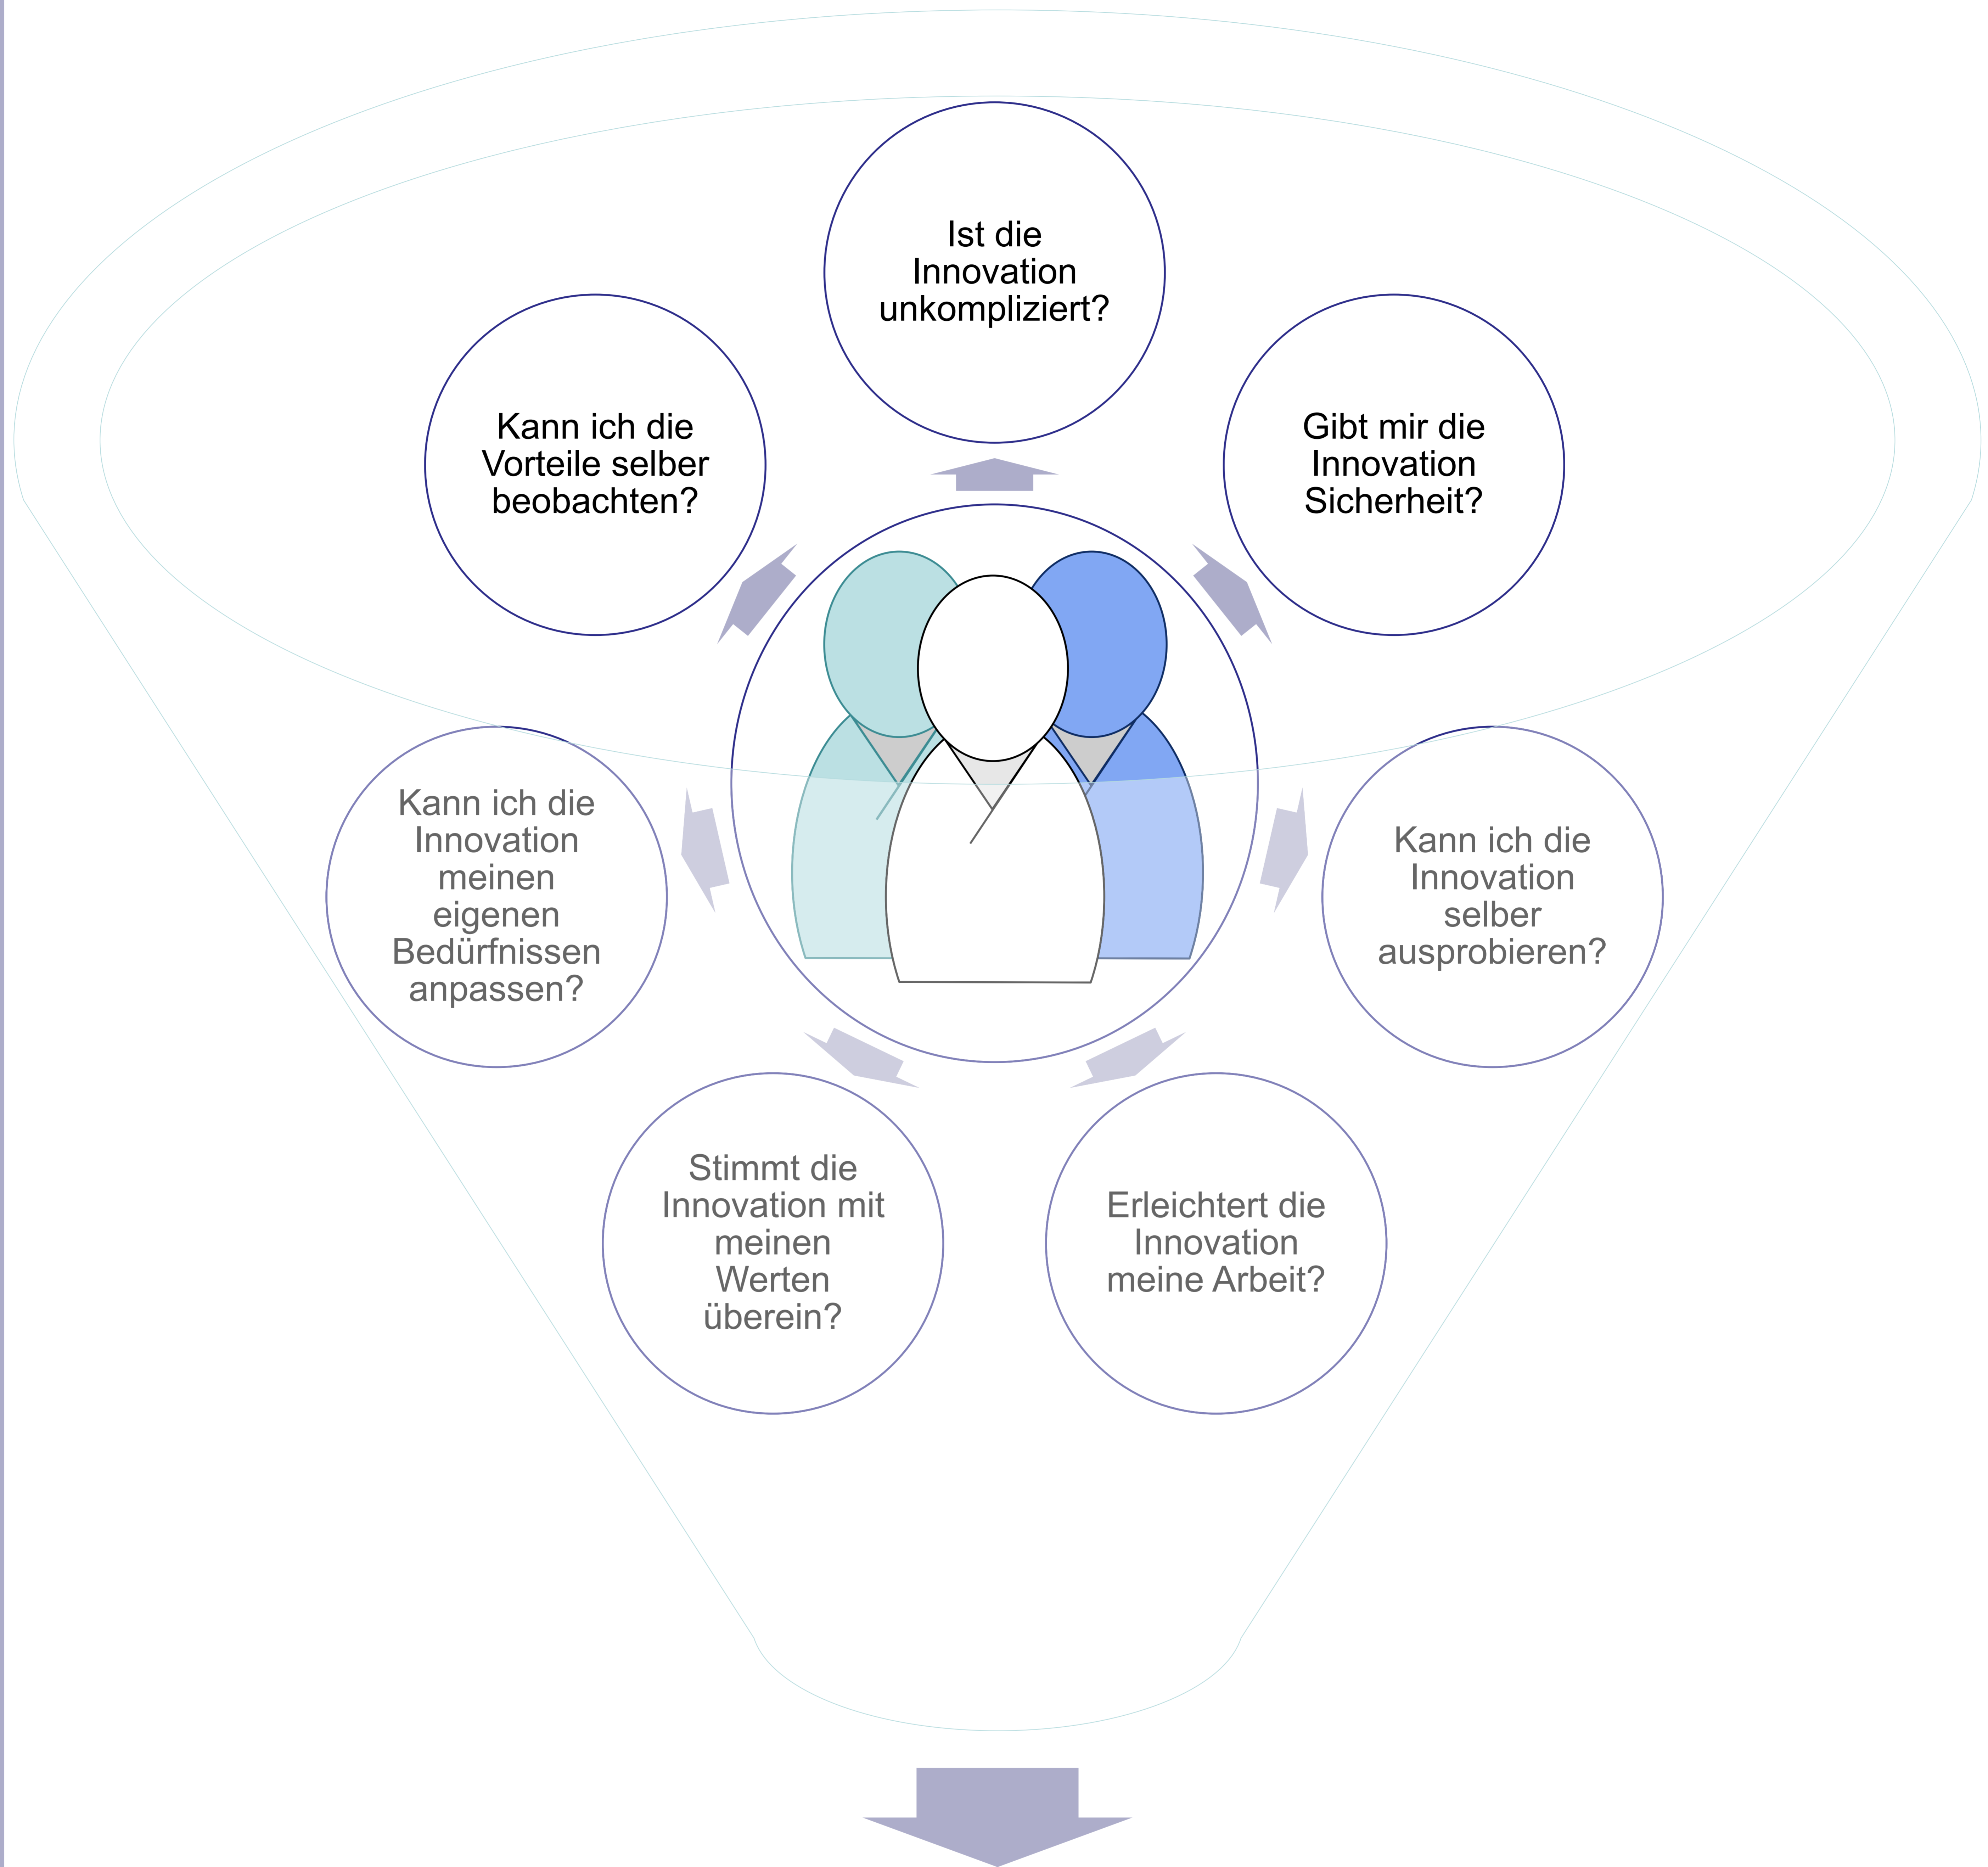 Ist die
Innovation
unkompliziert?
Kann ich die
Vorteile selber
beobachten?
Gibt mir die
Innovation
Sicherheit?
Kann ich die
Innovation
meinen
eigenen
Bedürfnissen
anpassen?
Kann ich die
Innovation
selber
ausprobieren?
Stimmt die
Innovation mit
meinen
Werten
überein?
Erleichtert die
Innovation
meine Arbeit?